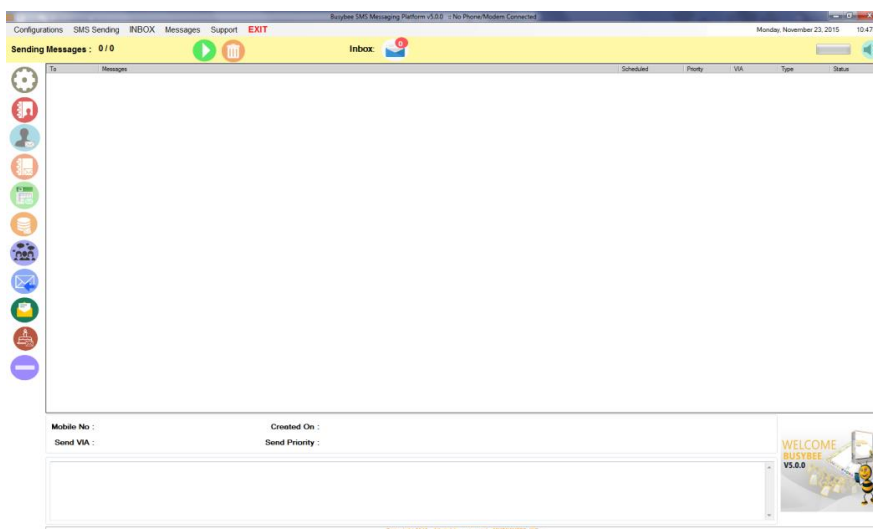 Busybee SMS Messaging Platform v5.0.0 :: No Phone/Modem Connected
Configurations SMS Sending INBOX Messages Support EXIT Monday, November 23, 2015 10:47
Sending Messages : 0 / 0 Inbox: 0
To Messages Scheduled Priority VIA Type Status
Mobile No : Created On :
Send VIA : Send Priority :
WELCOME
BUSYBEE
V5.0.0